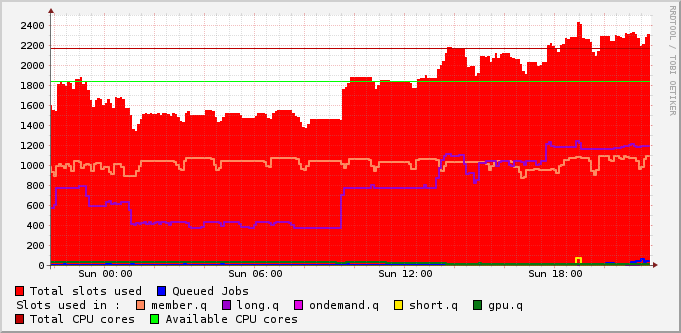 RRDTOOL / TOBI OETIKER
2400
2200
2000
1800
1600
1400
1200
1000
800
600
400
200
0
Sun 00:00 Sun 06:00 Sun 12:00 Sun 18:00
Total slots used Queued Jobs
Slots used in : member.q long.q ondemand.q short.q gpu.q
Total CPU cores Available CPU cores